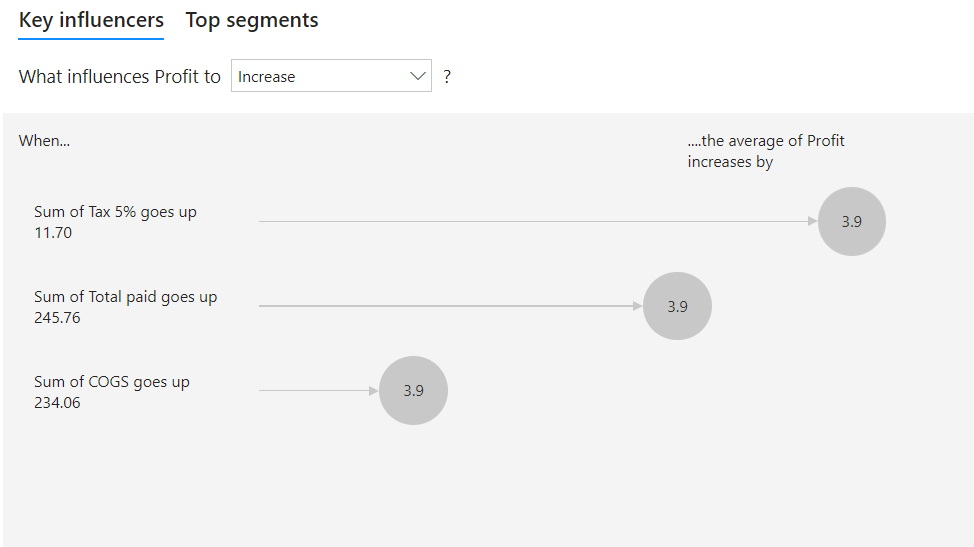 Key influencers Top segments
What influences Profit to Increase ?
When...
....the average of Profit
increases by
Sum of Tax 5% goes up
11.70
3.9
Sum of Total paid goes up
245.76
3.9
Sum of COGS goes up
234.06
3.9